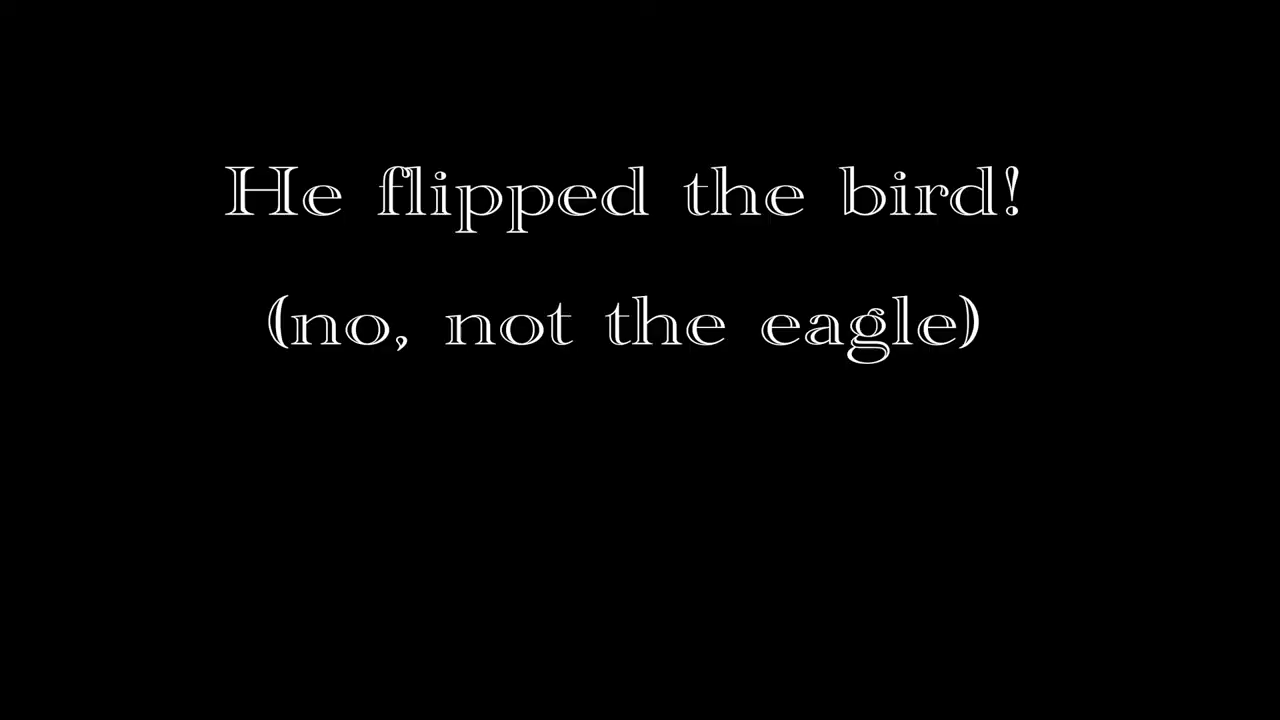 He flipped the bird!
(no, not the eagle)